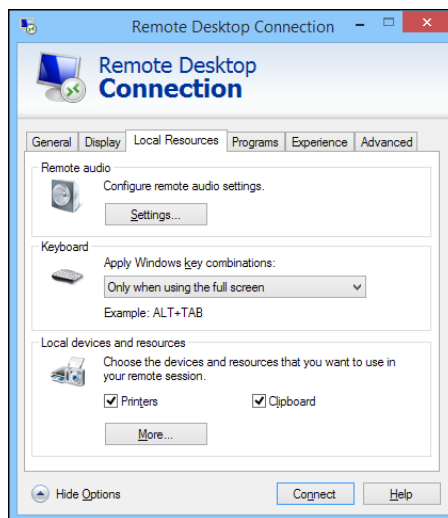 Remote Desktop Connection
Remote Desktop
Connection
General Display Local Resources Programs Experience Advanced
Remote audio
Configure remote audio settings.
Settings...
Keyboard
Apply Windows key combinations:
Only when using the full screen
Example: ALT+TAB
Local devices and resources
Choose the devices and resources that you want to use in
your remote session.
Printers Clipboard
More...
Hide Options Connect Help